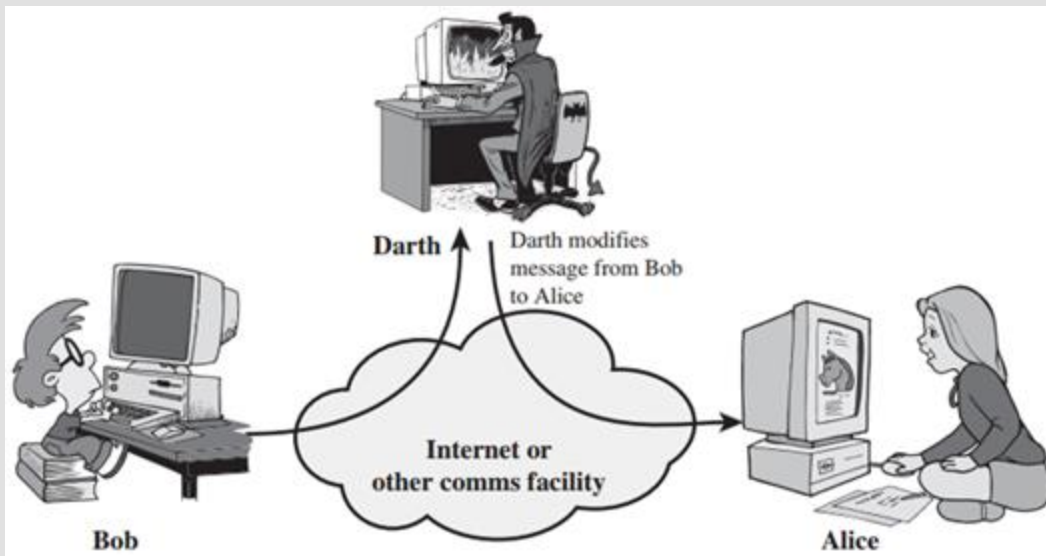 Darth
Darth modifies
message from Bob
to Alice
Internet or
other comms facility
Bob
Alice